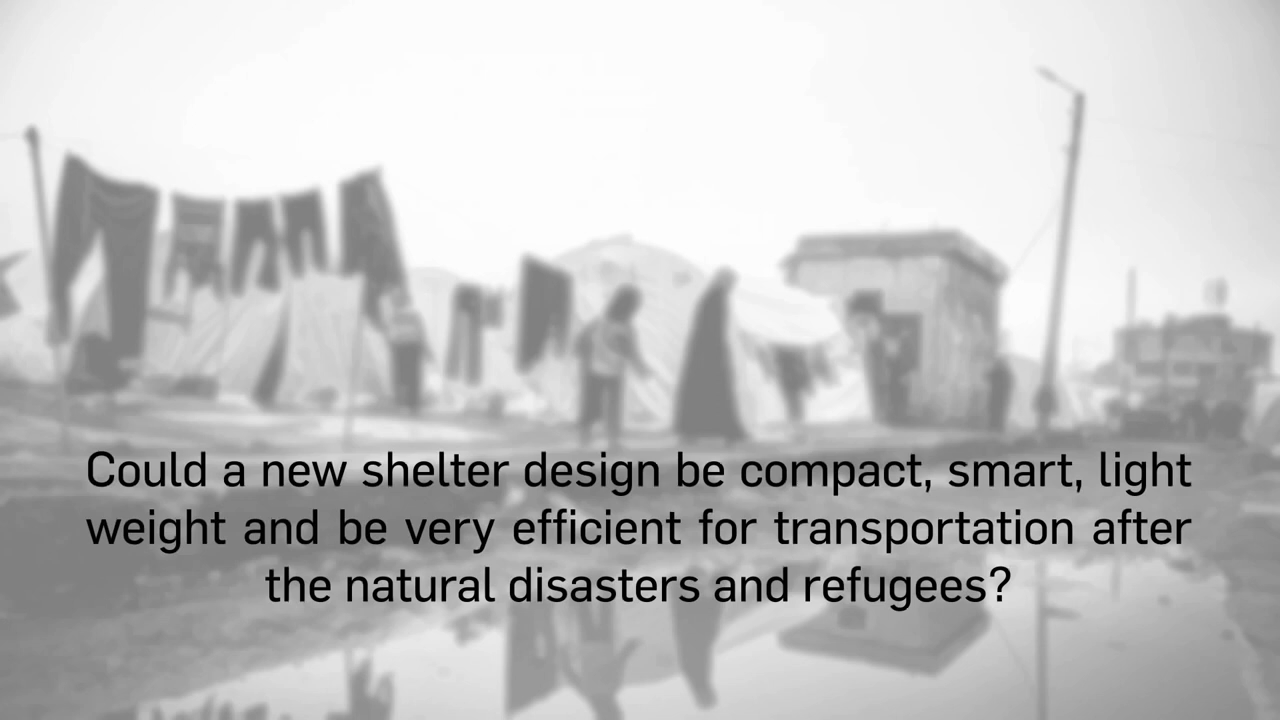 Could a new shelter design be compact, smart, light
weight and be very efficient for transportation after
the natural disasters and refugees?